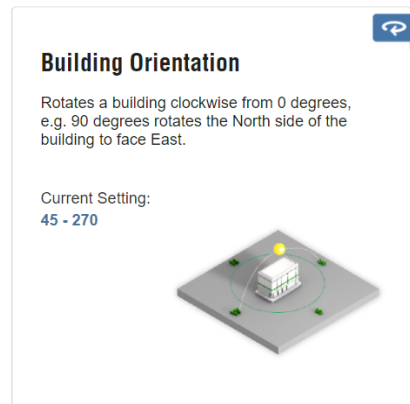 Building Orientation
Rotates a building clockwise from 0 degrees,
e.g. 90 degrees rotates the North side of the
building to face East.
Current Setting:
45 - 270